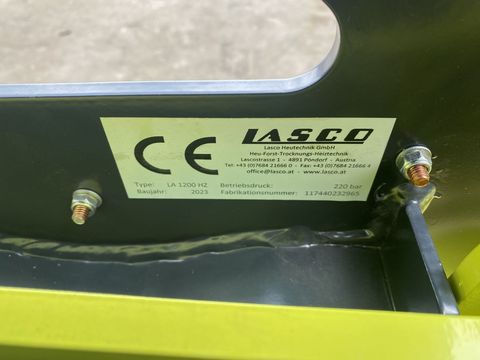 LASCO
Lasco Heutechnik GmbH
Heu-Forst-Trocknungs-Heiztechnik
Lascostrasse 1 - 4891 Pöndorf - Austria
Tel: +43 (0)7684 21666 0 - Fax: +43 (0)7684 21666 4
office@lasco.at - www.lasco.at
CE
Type: LA 1200 HZ Betriebsdruck: 220 bar
Baujahr: 2023 Fabrikationsnummer: 117440232965